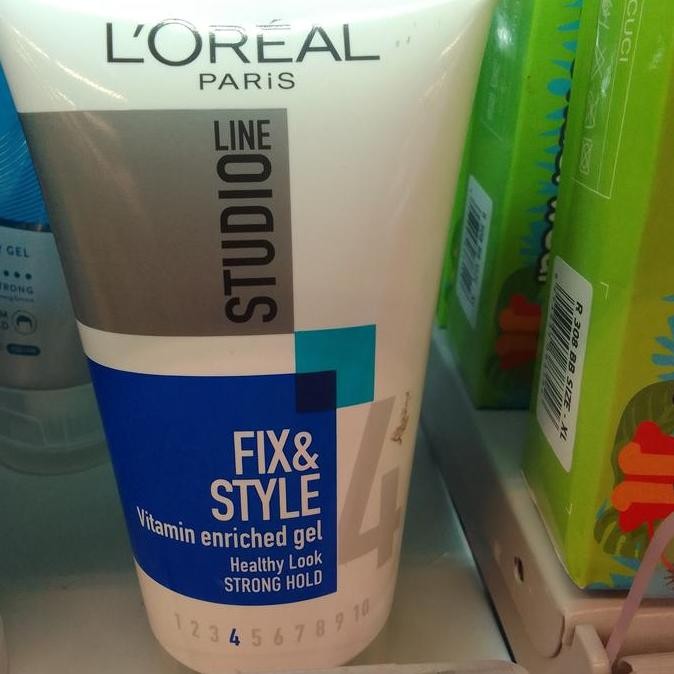 L'ORÉAL
PARiS
STUDIO LINE
FIX&
STYLE
Vitamin enriched gel
Healthy Look
STRONG HOLD
4
1 2 3 4 5 6 7 8 9 10
GEL
R 308 BB SIZE - XL
CUCI